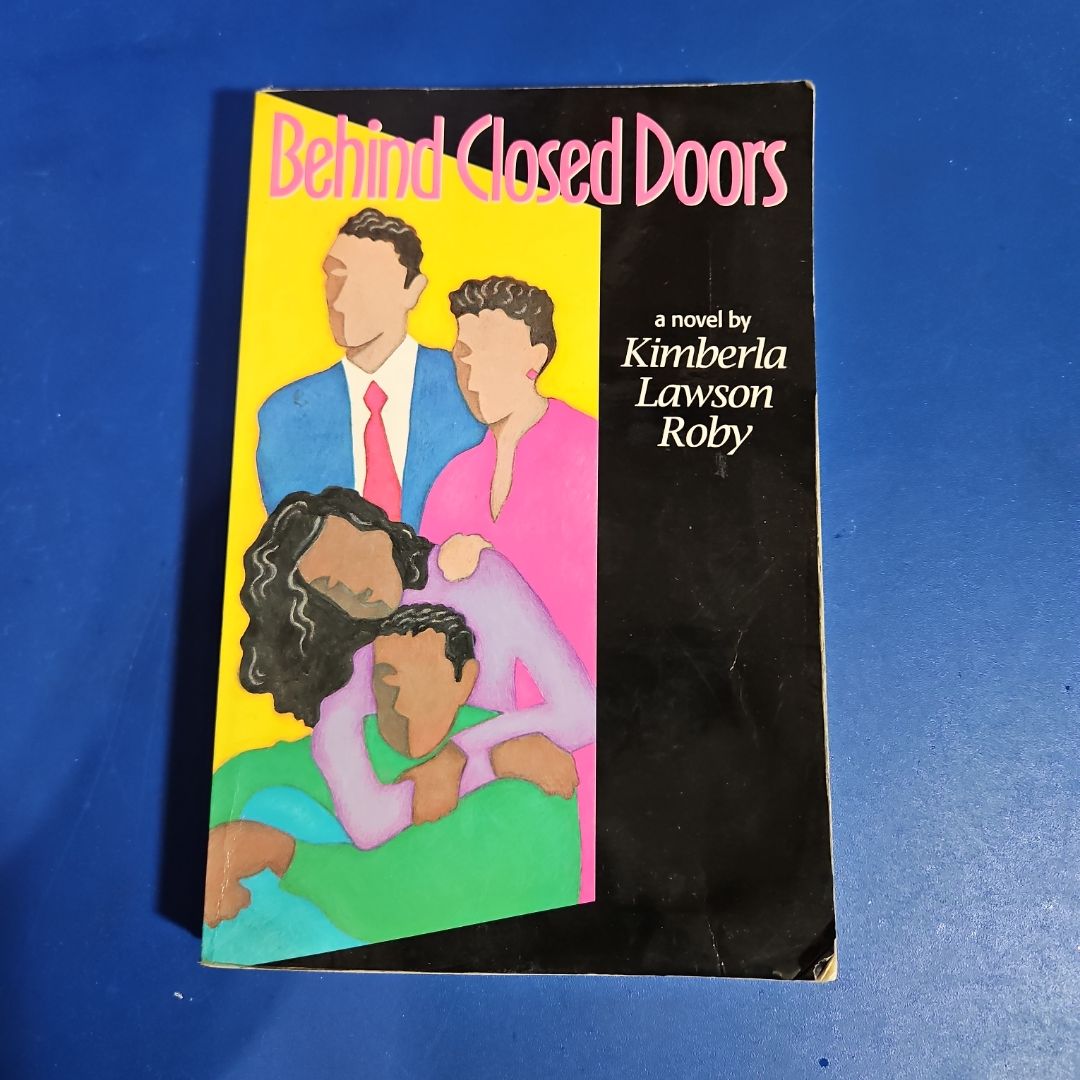 Behind Closed Doors
a novel by
Kimberla
Lawson
Roby